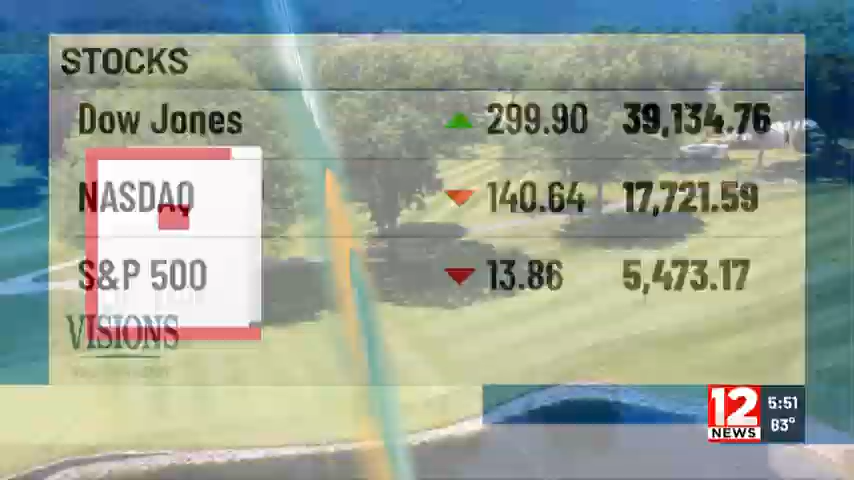 STOCKS
Dow Jones 299.90 39,134.76
NASDAQ 140.64 17,721.59
S&P 500 13.86 5,473.17
VISIONS
12
NEWS
5:51
83°